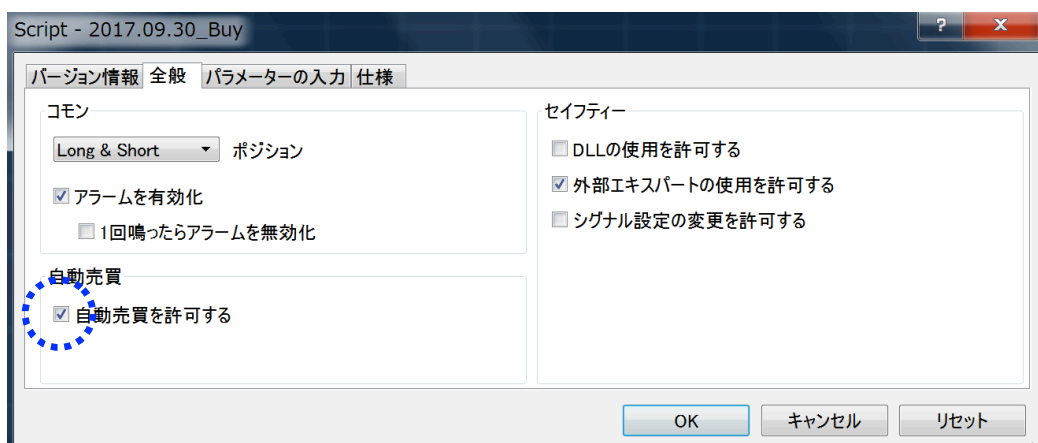 Script - 2017.09.30_Buy
?
x
バージョン情報 全般 パラメーターの入力 仕様
コモン
Long & Short ポジション
アラームを有効化
1回鳴ったらアラームを無効化
自動売買
自動売買を許可する
セイフティー
DLLの使用を許可する
外部エキスパートの使用を許可する
シグナル設定の変更を許可する
OK キャンセル リセット